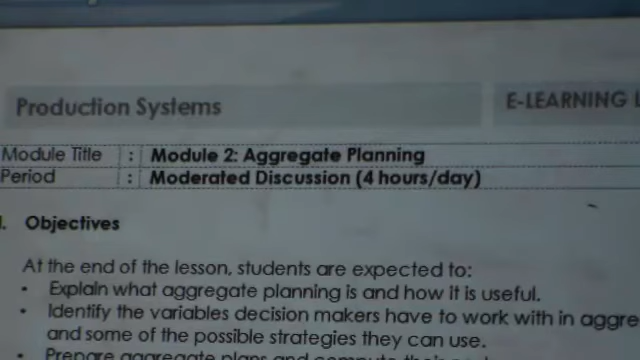 Production Systems
E-LEARNING
Module Title : Module 2: Aggregate Planning
Period : Moderated Discussion (4 hours/day)
I. Objectives
At the end of the lesson, students are expected to:
• Explain what aggregate planning is and how it is useful.
• Identify the variables decision makers have to work with in aggre
and some of the possible strategies they can use.
• Prepare aggregate plans and compute their